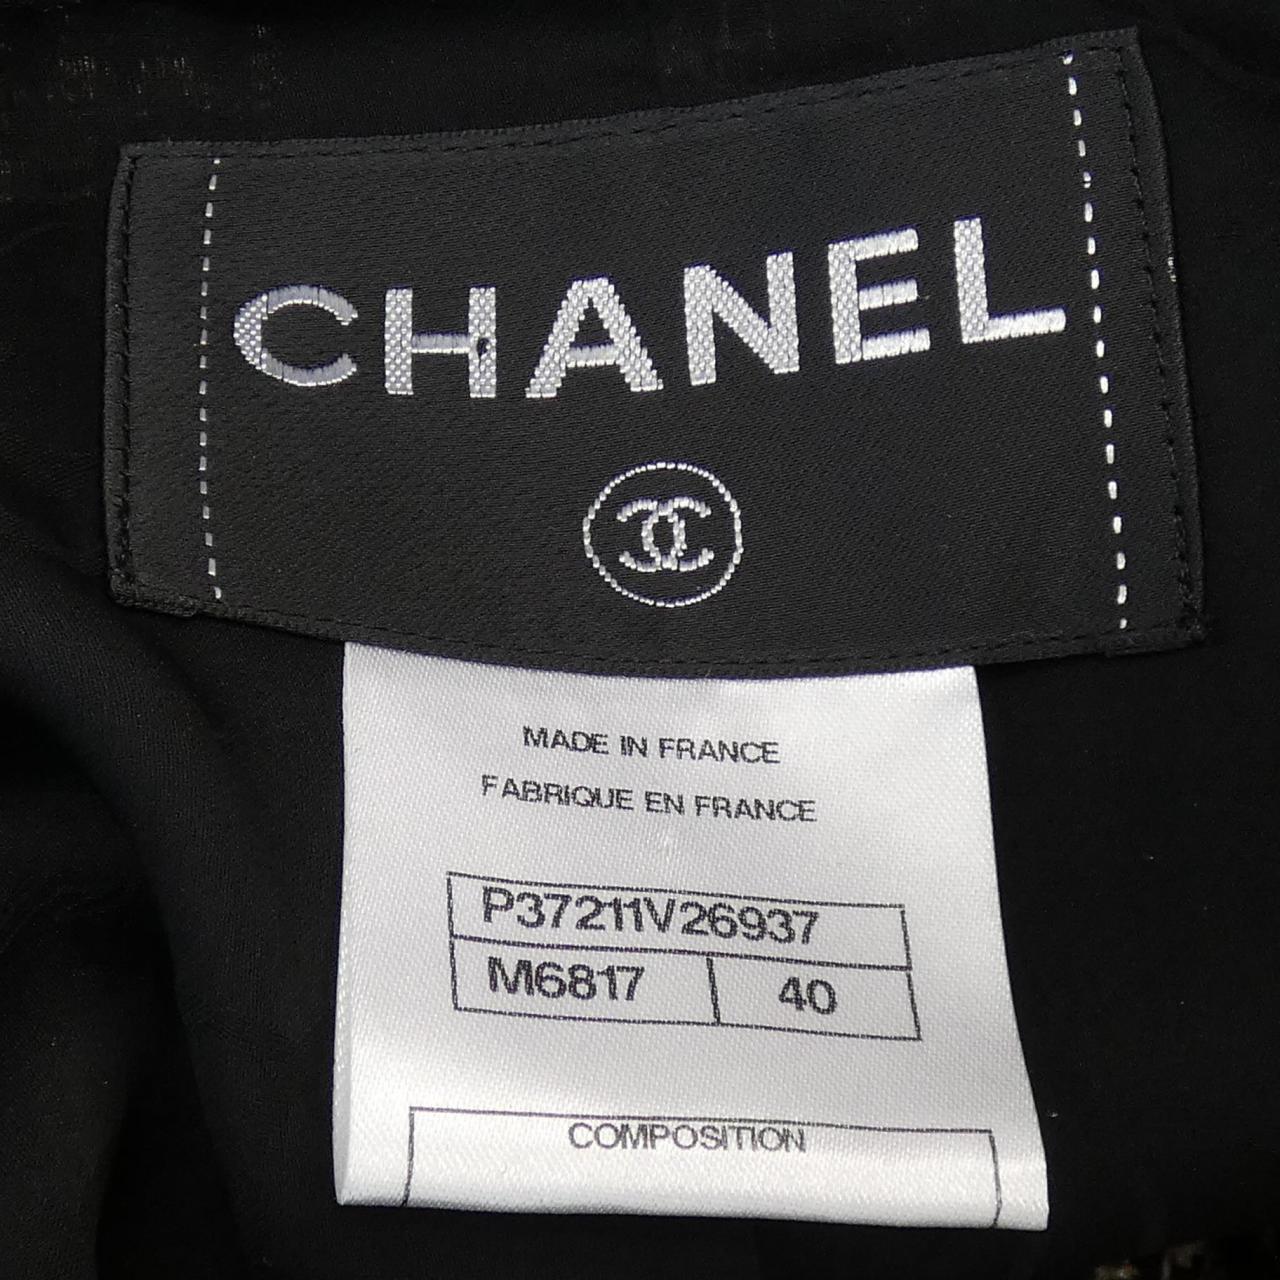 CHANEL
MADE IN FRANCE
FABRIQUE EN FRANCE
P37211V26937
M6817 40
COMPOSITION